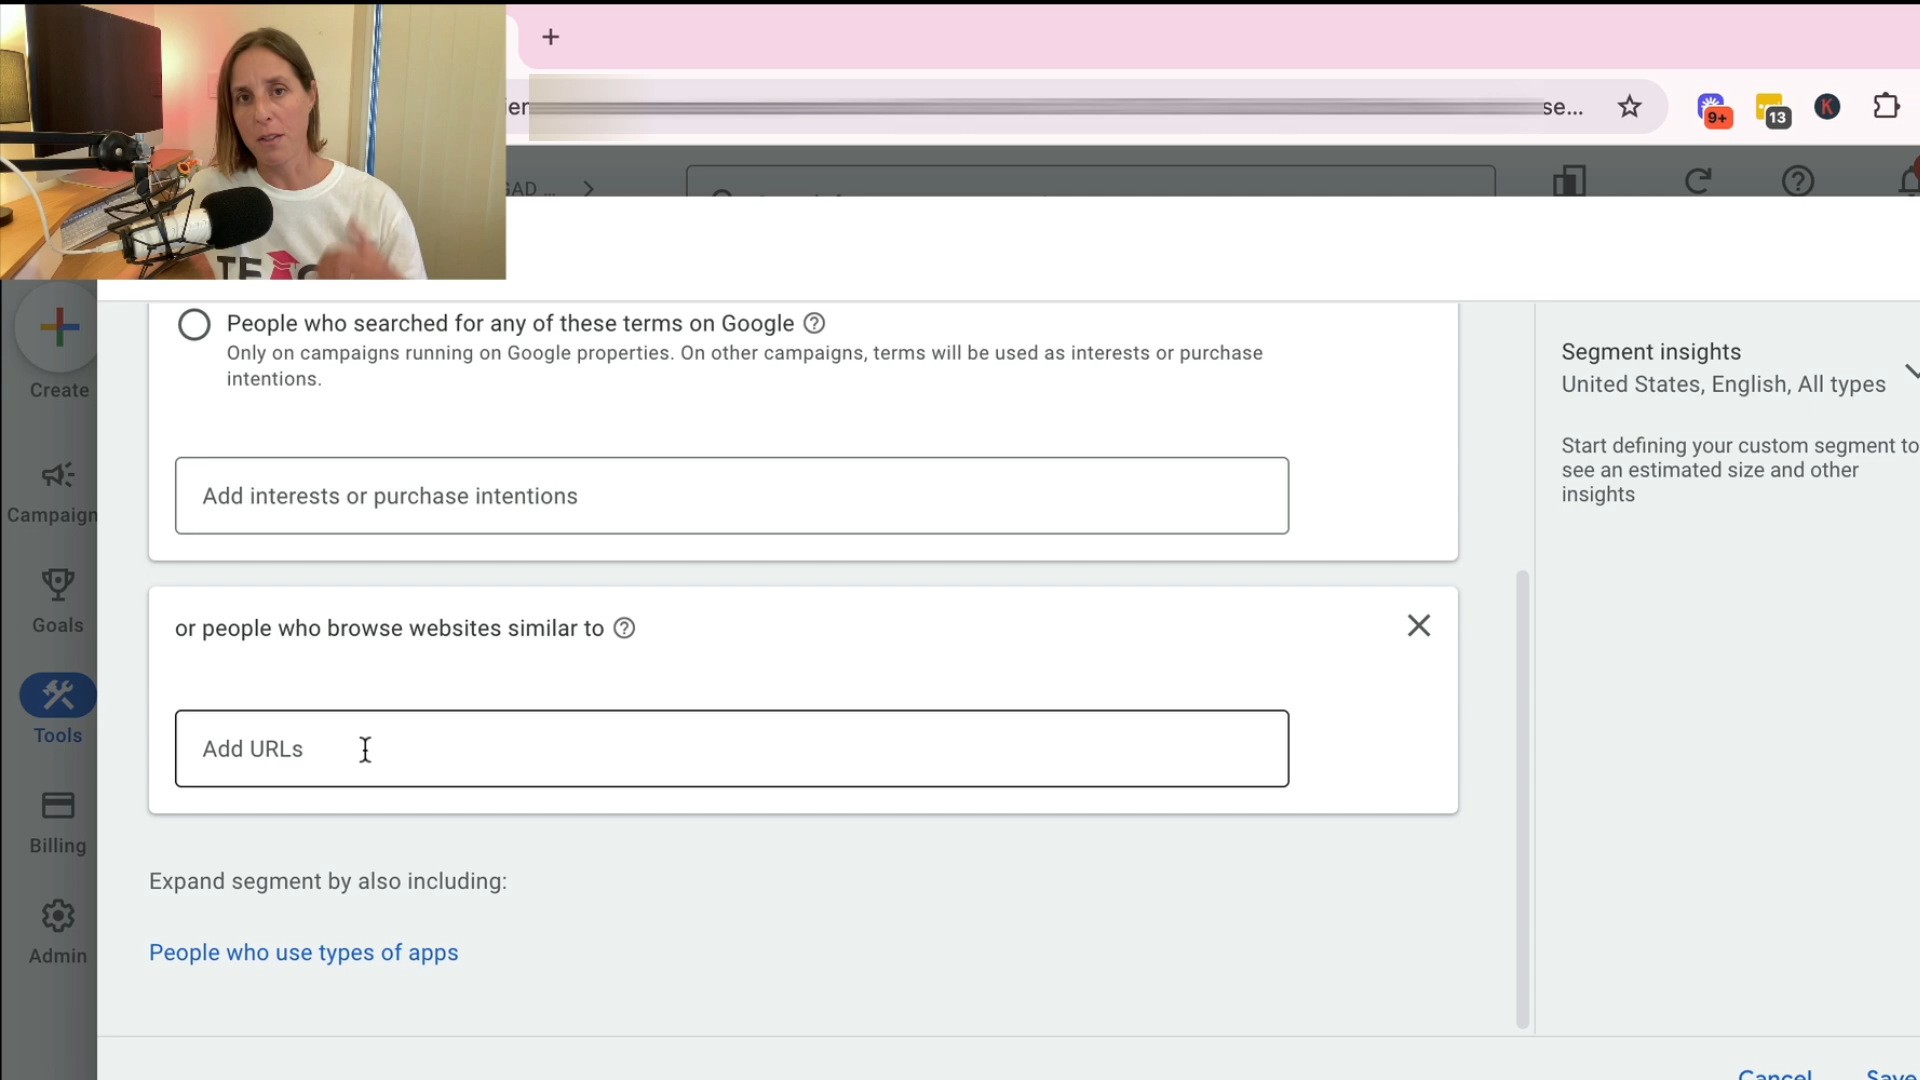 se...
9+
13
K
GAD ...
TEAC
Create
Campaign
Goals
Tools
Billing
Admin
People who searched for any of these terms on Google
Only on campaigns running on Google properties. On other campaigns, terms will be used as interests or purchase
intentions.
Add interests or purchase intentions
or people who browse websites similar to
Add URLs
Expand segment by also including:
People who use types of apps
Segment insights
United States, English, All types
Start defining your custom segment to
see an estimated size and other
insights
Cancel
Save